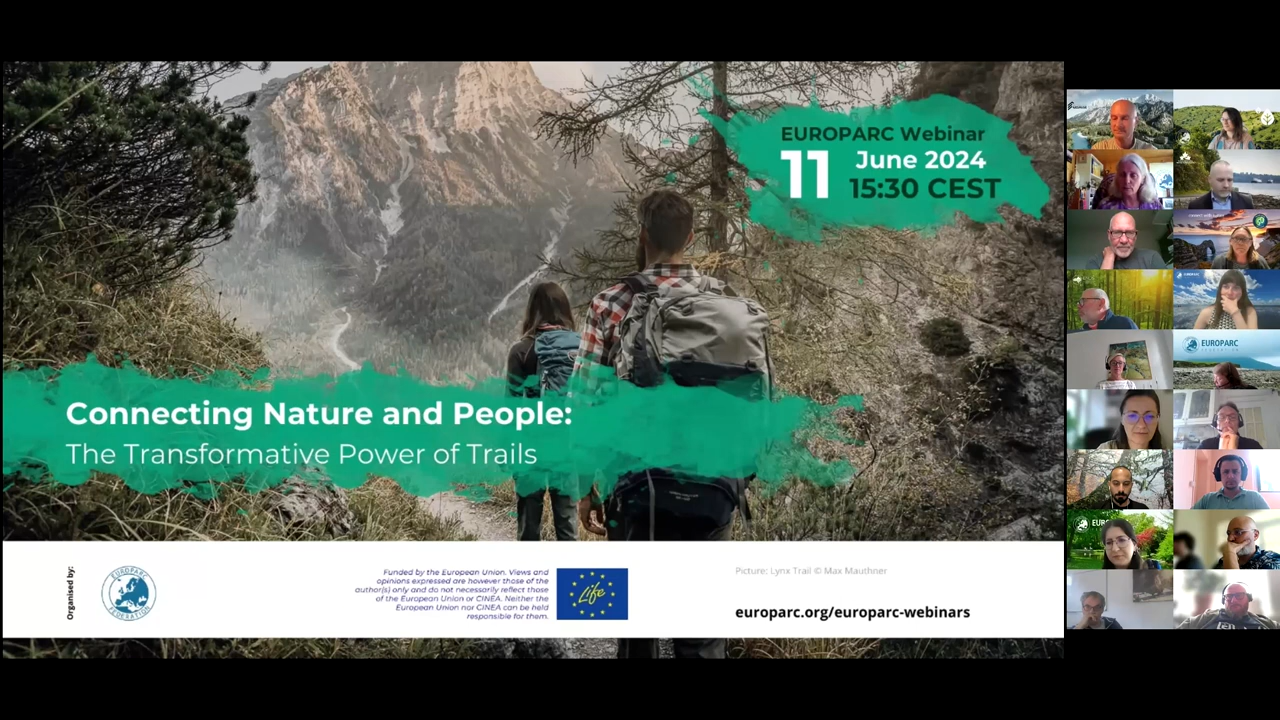 EUROPARC Webinar
11
June 2024
15:30 CEST
Connecting Nature and People:
The Transformative Power of Trails
Organised by:
EUROPARC
FEDERATION
Funded by the European Union. Views and
opinions expressed are however those of the
author(s) only and do not necessarily reflect those
of the European Union or CINEA. Neither the
European Union nor CINEA can be held
responsible for them.
Life
Picture: Lynx Trail © Max Mauthner
europarc.org/europarc-webinars
EUROPARC